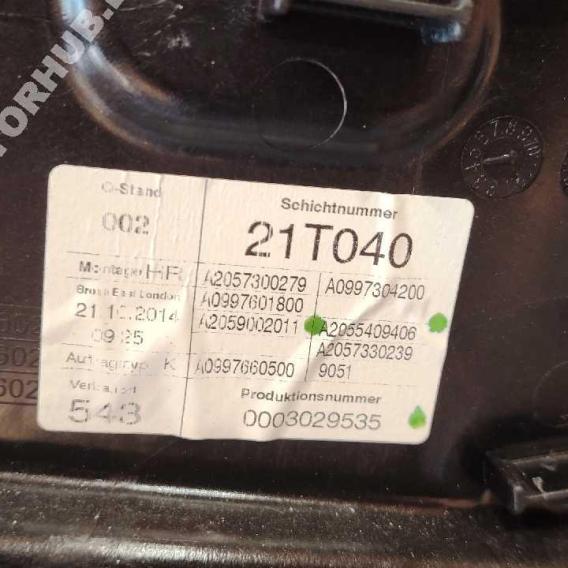 Q-Stand
002
Schichtnummer
21T040
Montage HR
Brose East London
21.10.2014
09:25
A2057300279
A0997304200
A0997601800
A2059002011
A2055409406
A2057330239
A0997660500
9051
Auftragtyp K
543
Produktionsnummer
0003029535